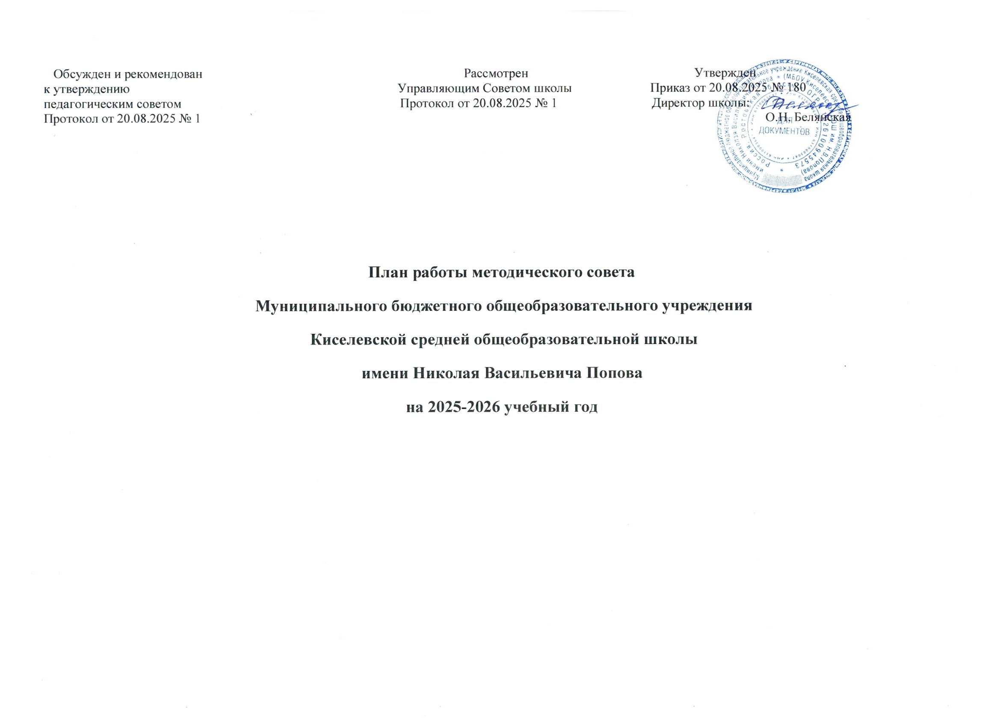 Обсужден и рекомендован
к утверждению
педагогическим советом
Протокол от 20.08.2025 № 1
Рассмотрен
Управляющим Советом школы
Протокол от 20.08.2025 № 1
Утвержден
Приказ от 20.08.2025 № 180
Директор школы:
О.Н. Белянская
ДЛЯ
ДОКУМЕНТОВ
План работы методического совета
Муниципального бюджетного общеобразовательного учреждения
Киселевской средней общеобразовательной школы
имени Николая Васильевича Попова
на 2025-2026 учебный год